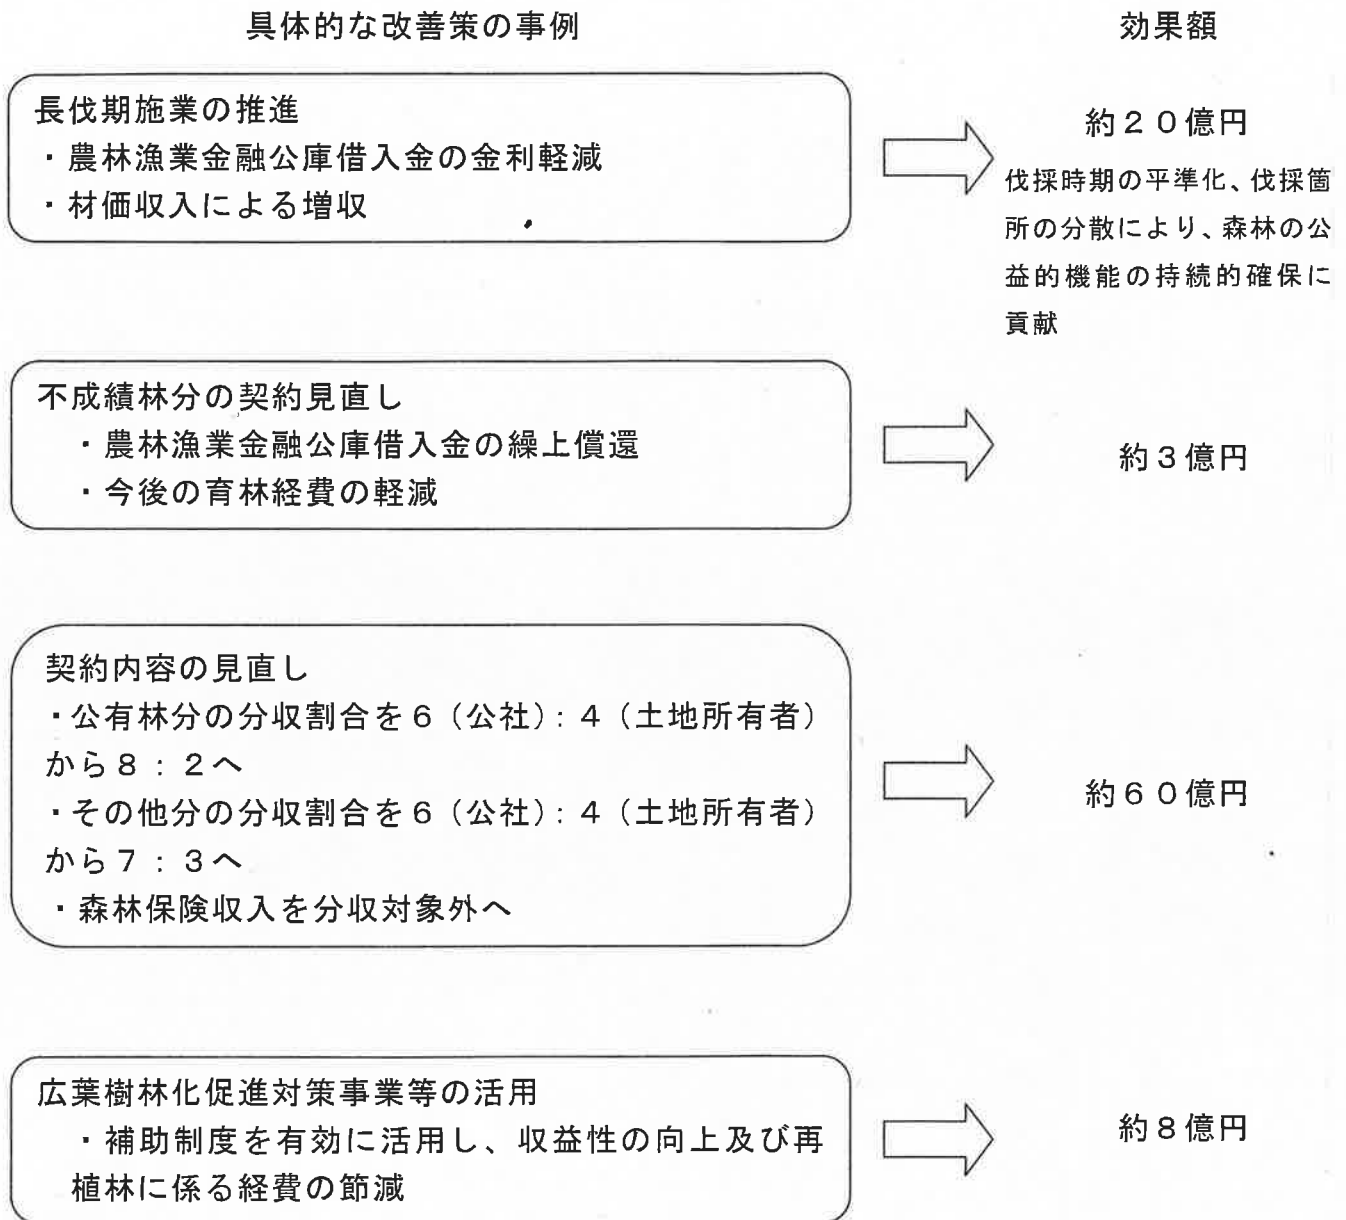 具体的な改善策の事例
効果額
長伐期施業の推進
・農林漁業金融公庫借入金の金利軽減
・材価収入による増収
約２０億円
伐採時期の平準化、伐採箇
所の分散により、森林の公
益的機能の持続的確保に
貢献
不成績林分の契約見直し
・農林漁業金融公庫借入金の繰上償還
・今後の育林経費の軽減
約３億円
契約内容の見直し
・公有林分の分収割合を６（公社）：４（土地所有者）
から８：２へ
・その他分の分収割合を６（公社）：４（土地所有者）
から７：３へ
・森林保険収入を分収対象外へ
約６０億円
広葉樹林化促進対策事業等の活用
・補助制度を有効に活用し、収益性の向上及び再
植林に係る経費の節減
約８億円